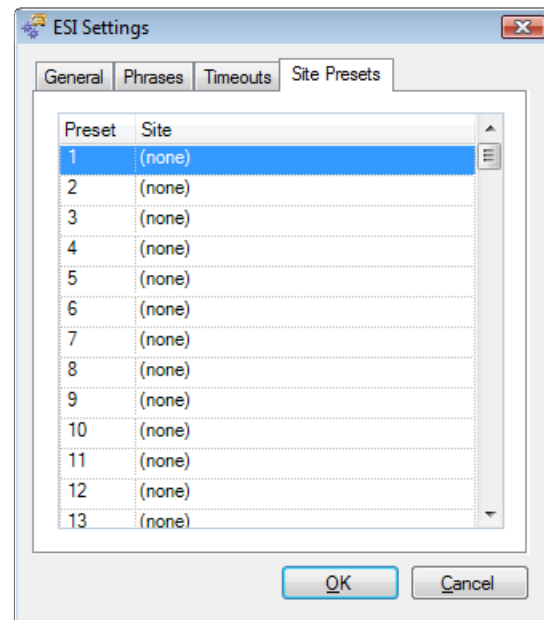 ESI Settings
General Phrases Timeouts Site Presets
Preset Site
1 (none)
2 (none)
3 (none)
4 (none)
5 (none)
6 (none)
7 (none)
8 (none)
9 (none)
10 (none)
11 (none)
12 (none)
13 (none)
OK Cancel